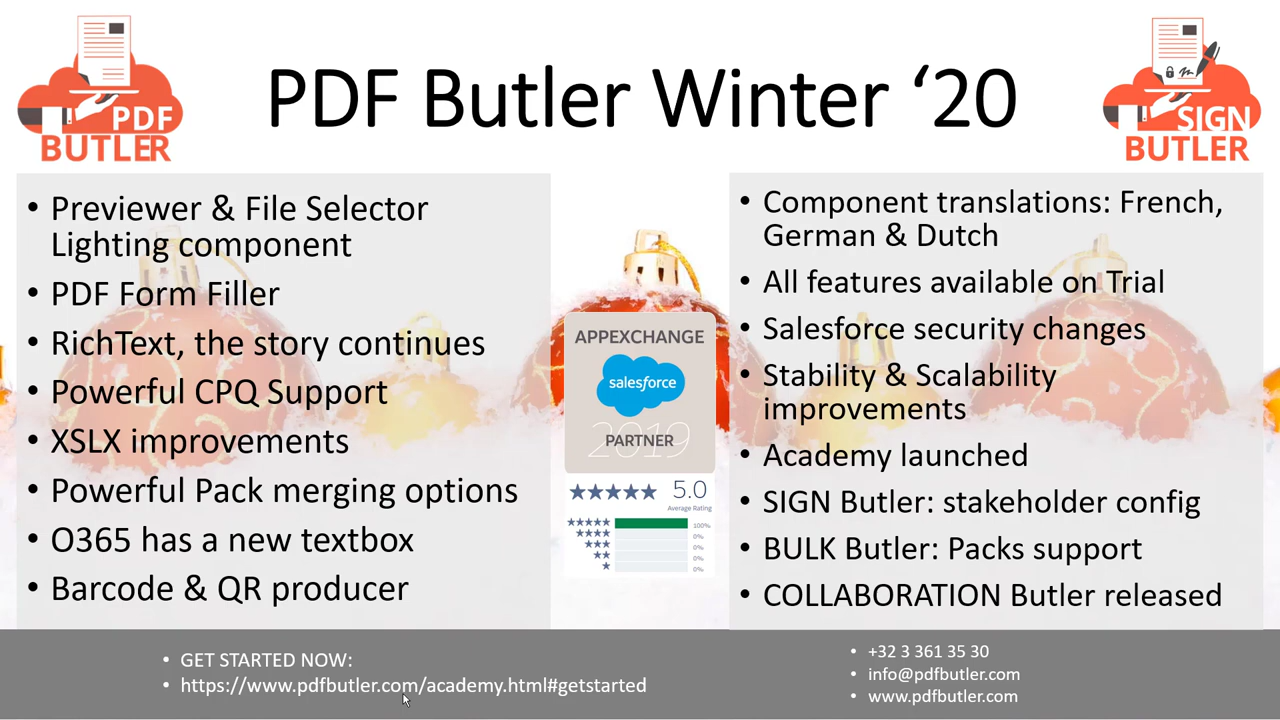 PDF
BUTLER
PDF Butler Winter ‘20
SIGN
BUTLER
• Previewer & File Selector
Lighting component
• PDF Form Filler
• RichText, the story continues
• Powerful CPQ Support
• XSLX improvements
• Powerful Pack merging options
• O365 has a new textbox
• Barcode & QR producer
APPEXCHANGE
salesforce
2019
PARTNER
5.0
Average Rating
100%
0%
0%
0%
0%
• Component translations: French,
German & Dutch
• All features available on Trial
• Salesforce security changes
• Stability & Scalability
improvements
• Academy launched
• SIGN Butler: stakeholder config
• BULK Butler: Packs support
• COLLABORATION Butler released
• GET STARTED NOW:
• https://www.pdfbutler.com/academy.html#getstarted
• +32 3 361 35 30
• info@pdfbutler.com
• www.pdfbutler.com